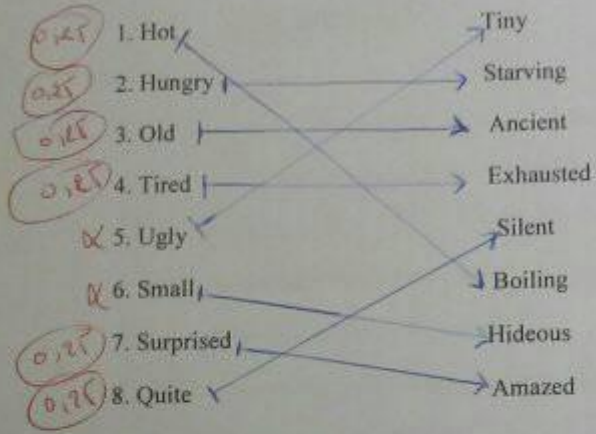 0,25 1. Hot Tiny
0,25 2. Hungry Starving
0,25 3. Old Ancient
0,25 4. Tired Exhausted
5. Ugly Silent
6. Small Boiling
0,25 7. Surprised Hideous
0,25 8. Quite Amazed